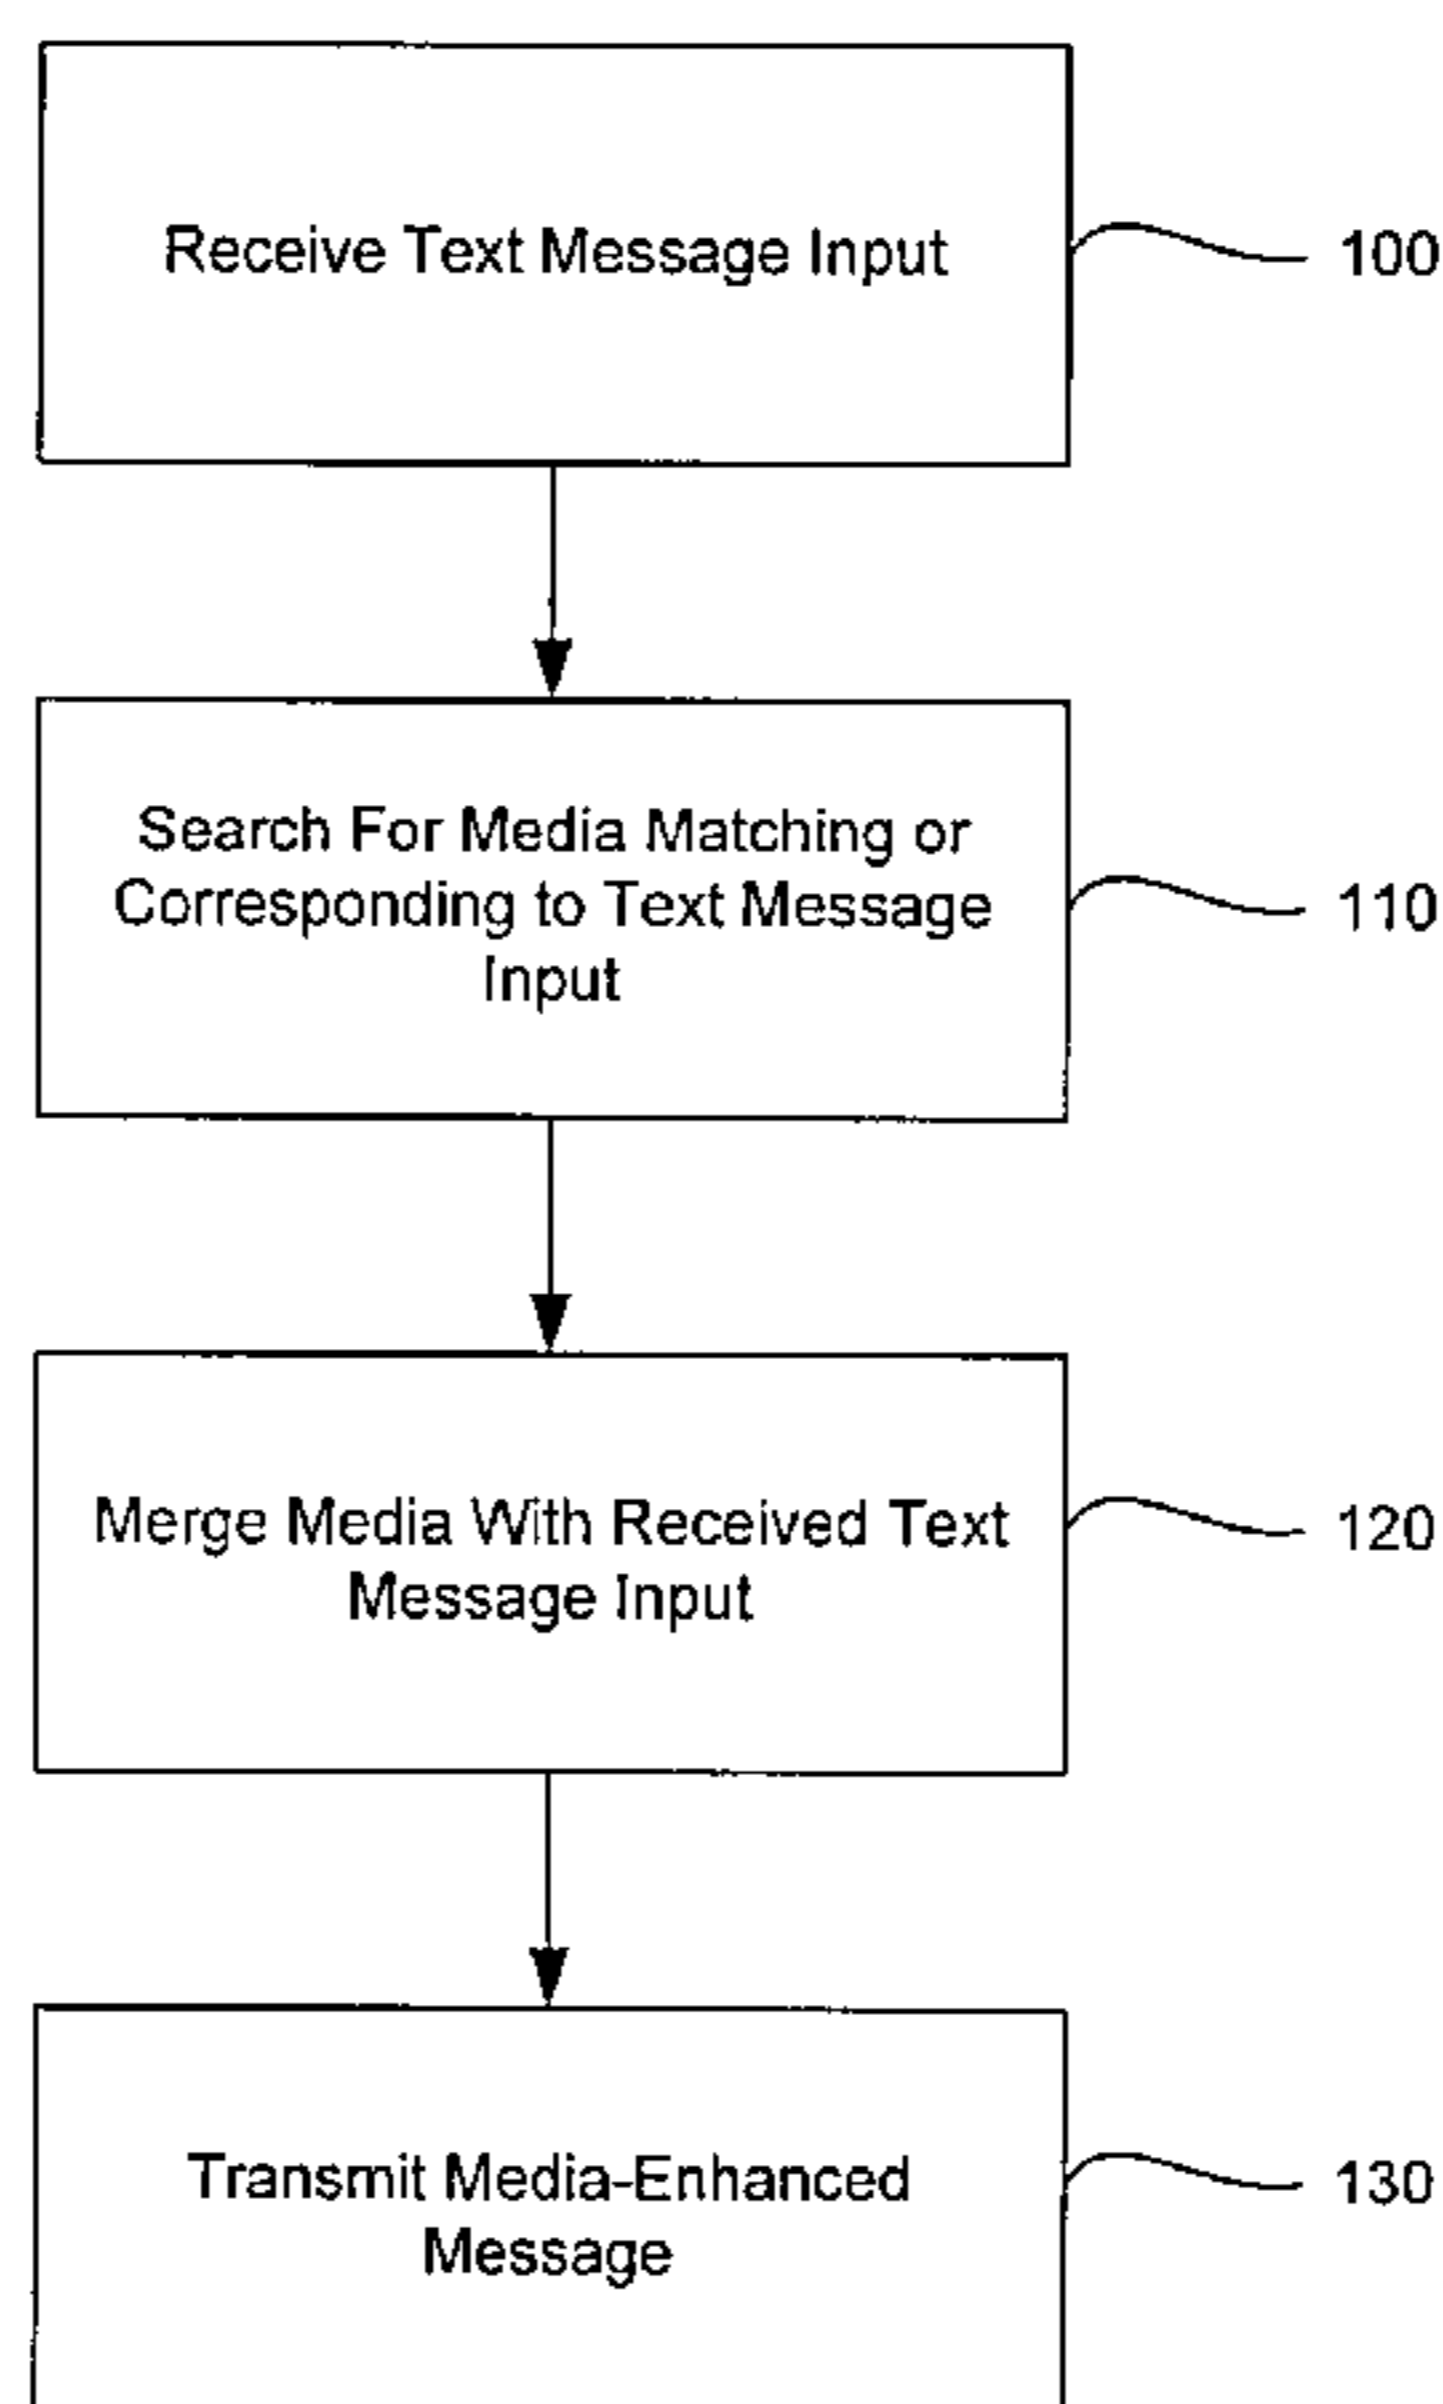 Receive Text Message Input
100
Search For Media Matching or
Corresponding to Text Message
Input
110
Merge Media With Received Text
Message Input
120
Transmit Media-Enhanced
Message
130